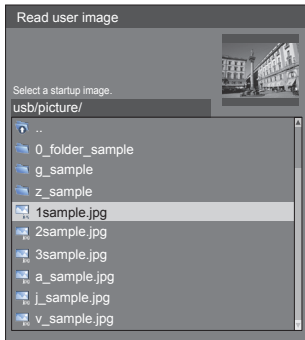 Read user image
Select a startup image.
usb/picture/
..
0_folder_sample
g_sample
z_sample
1sample.jpg
2sample.jpg
3sample.jpg
a_sample.jpg
j_sample.jpg
v_sample.jpg